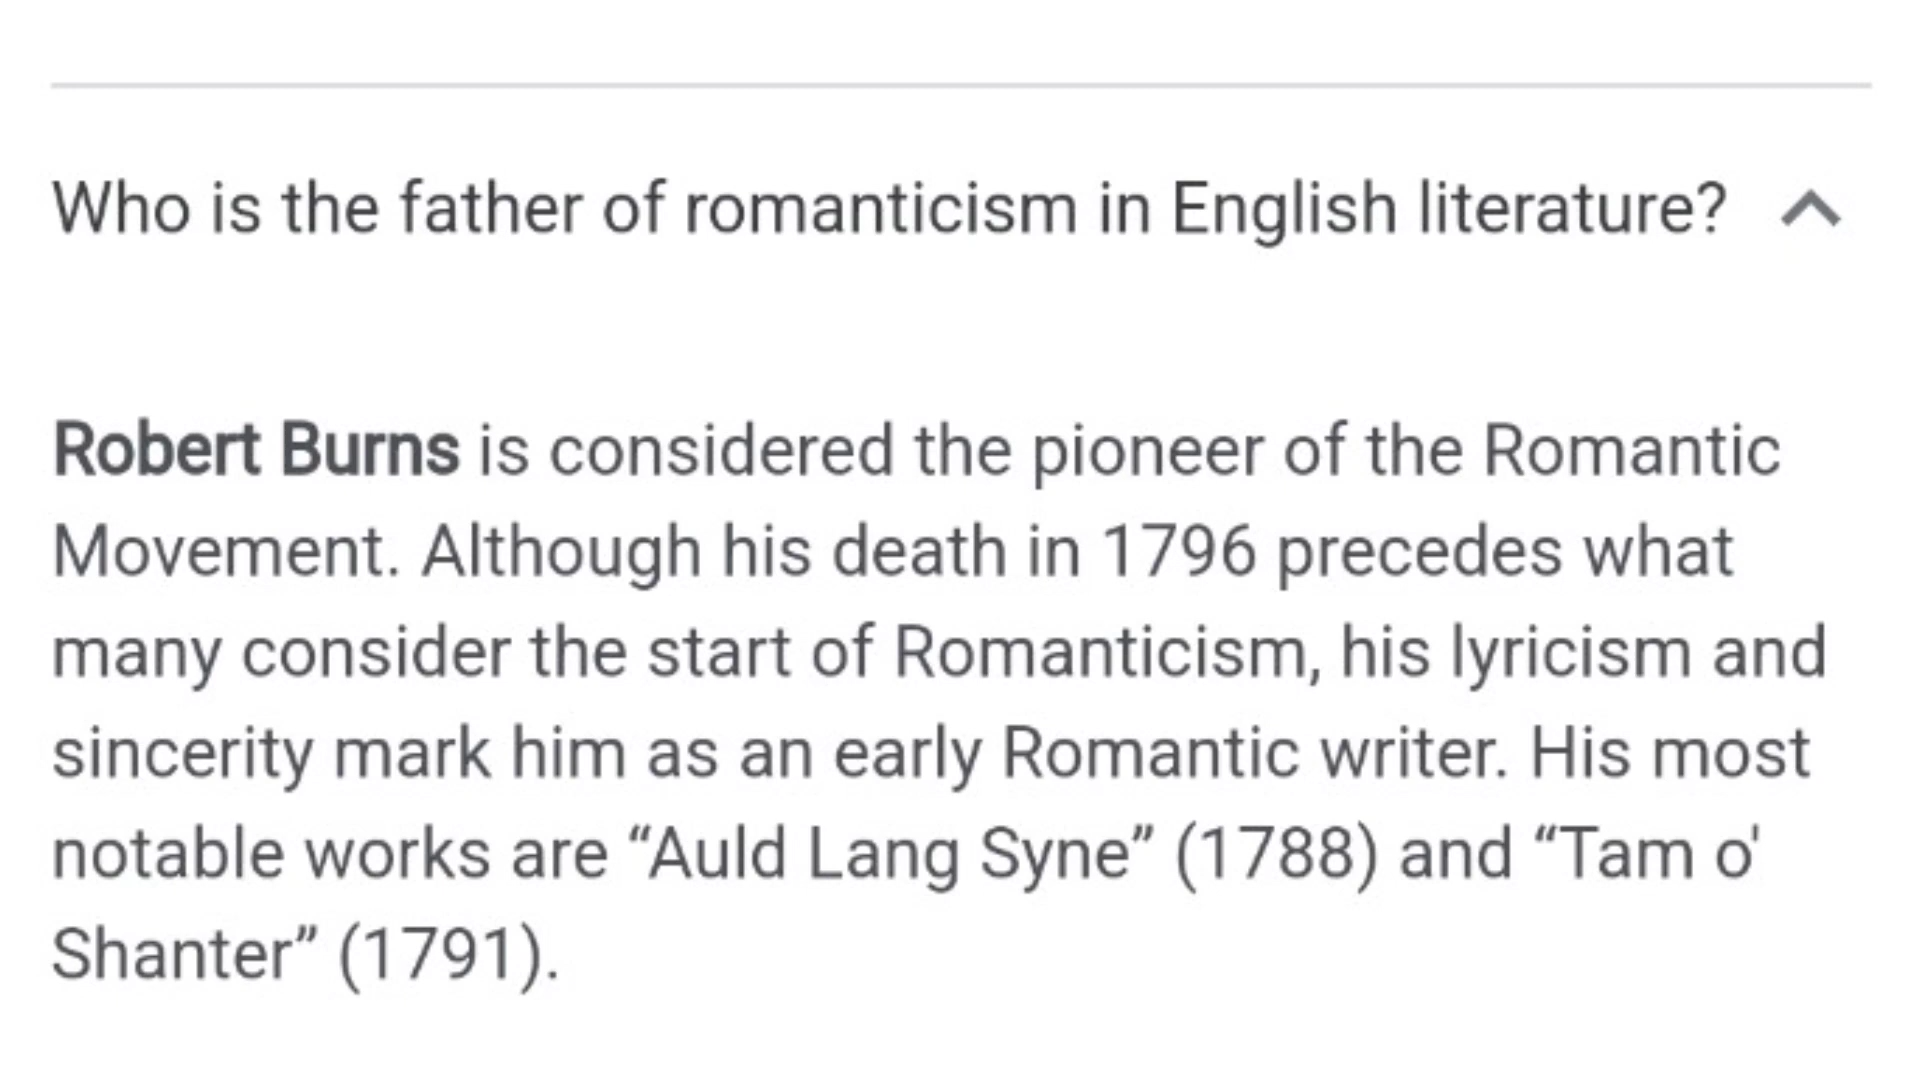 Who is the father of romanticism in English literature?
Robert Burns is considered the pioneer of the Romantic
Movement. Although his death in 1796 precedes what
many consider the start of Romanticism, his lyricism and
sincerity mark him as an early Romantic writer. His most
notable works are “Auld Lang Syne” (1788) and “Tam o'
Shanter” (1791).